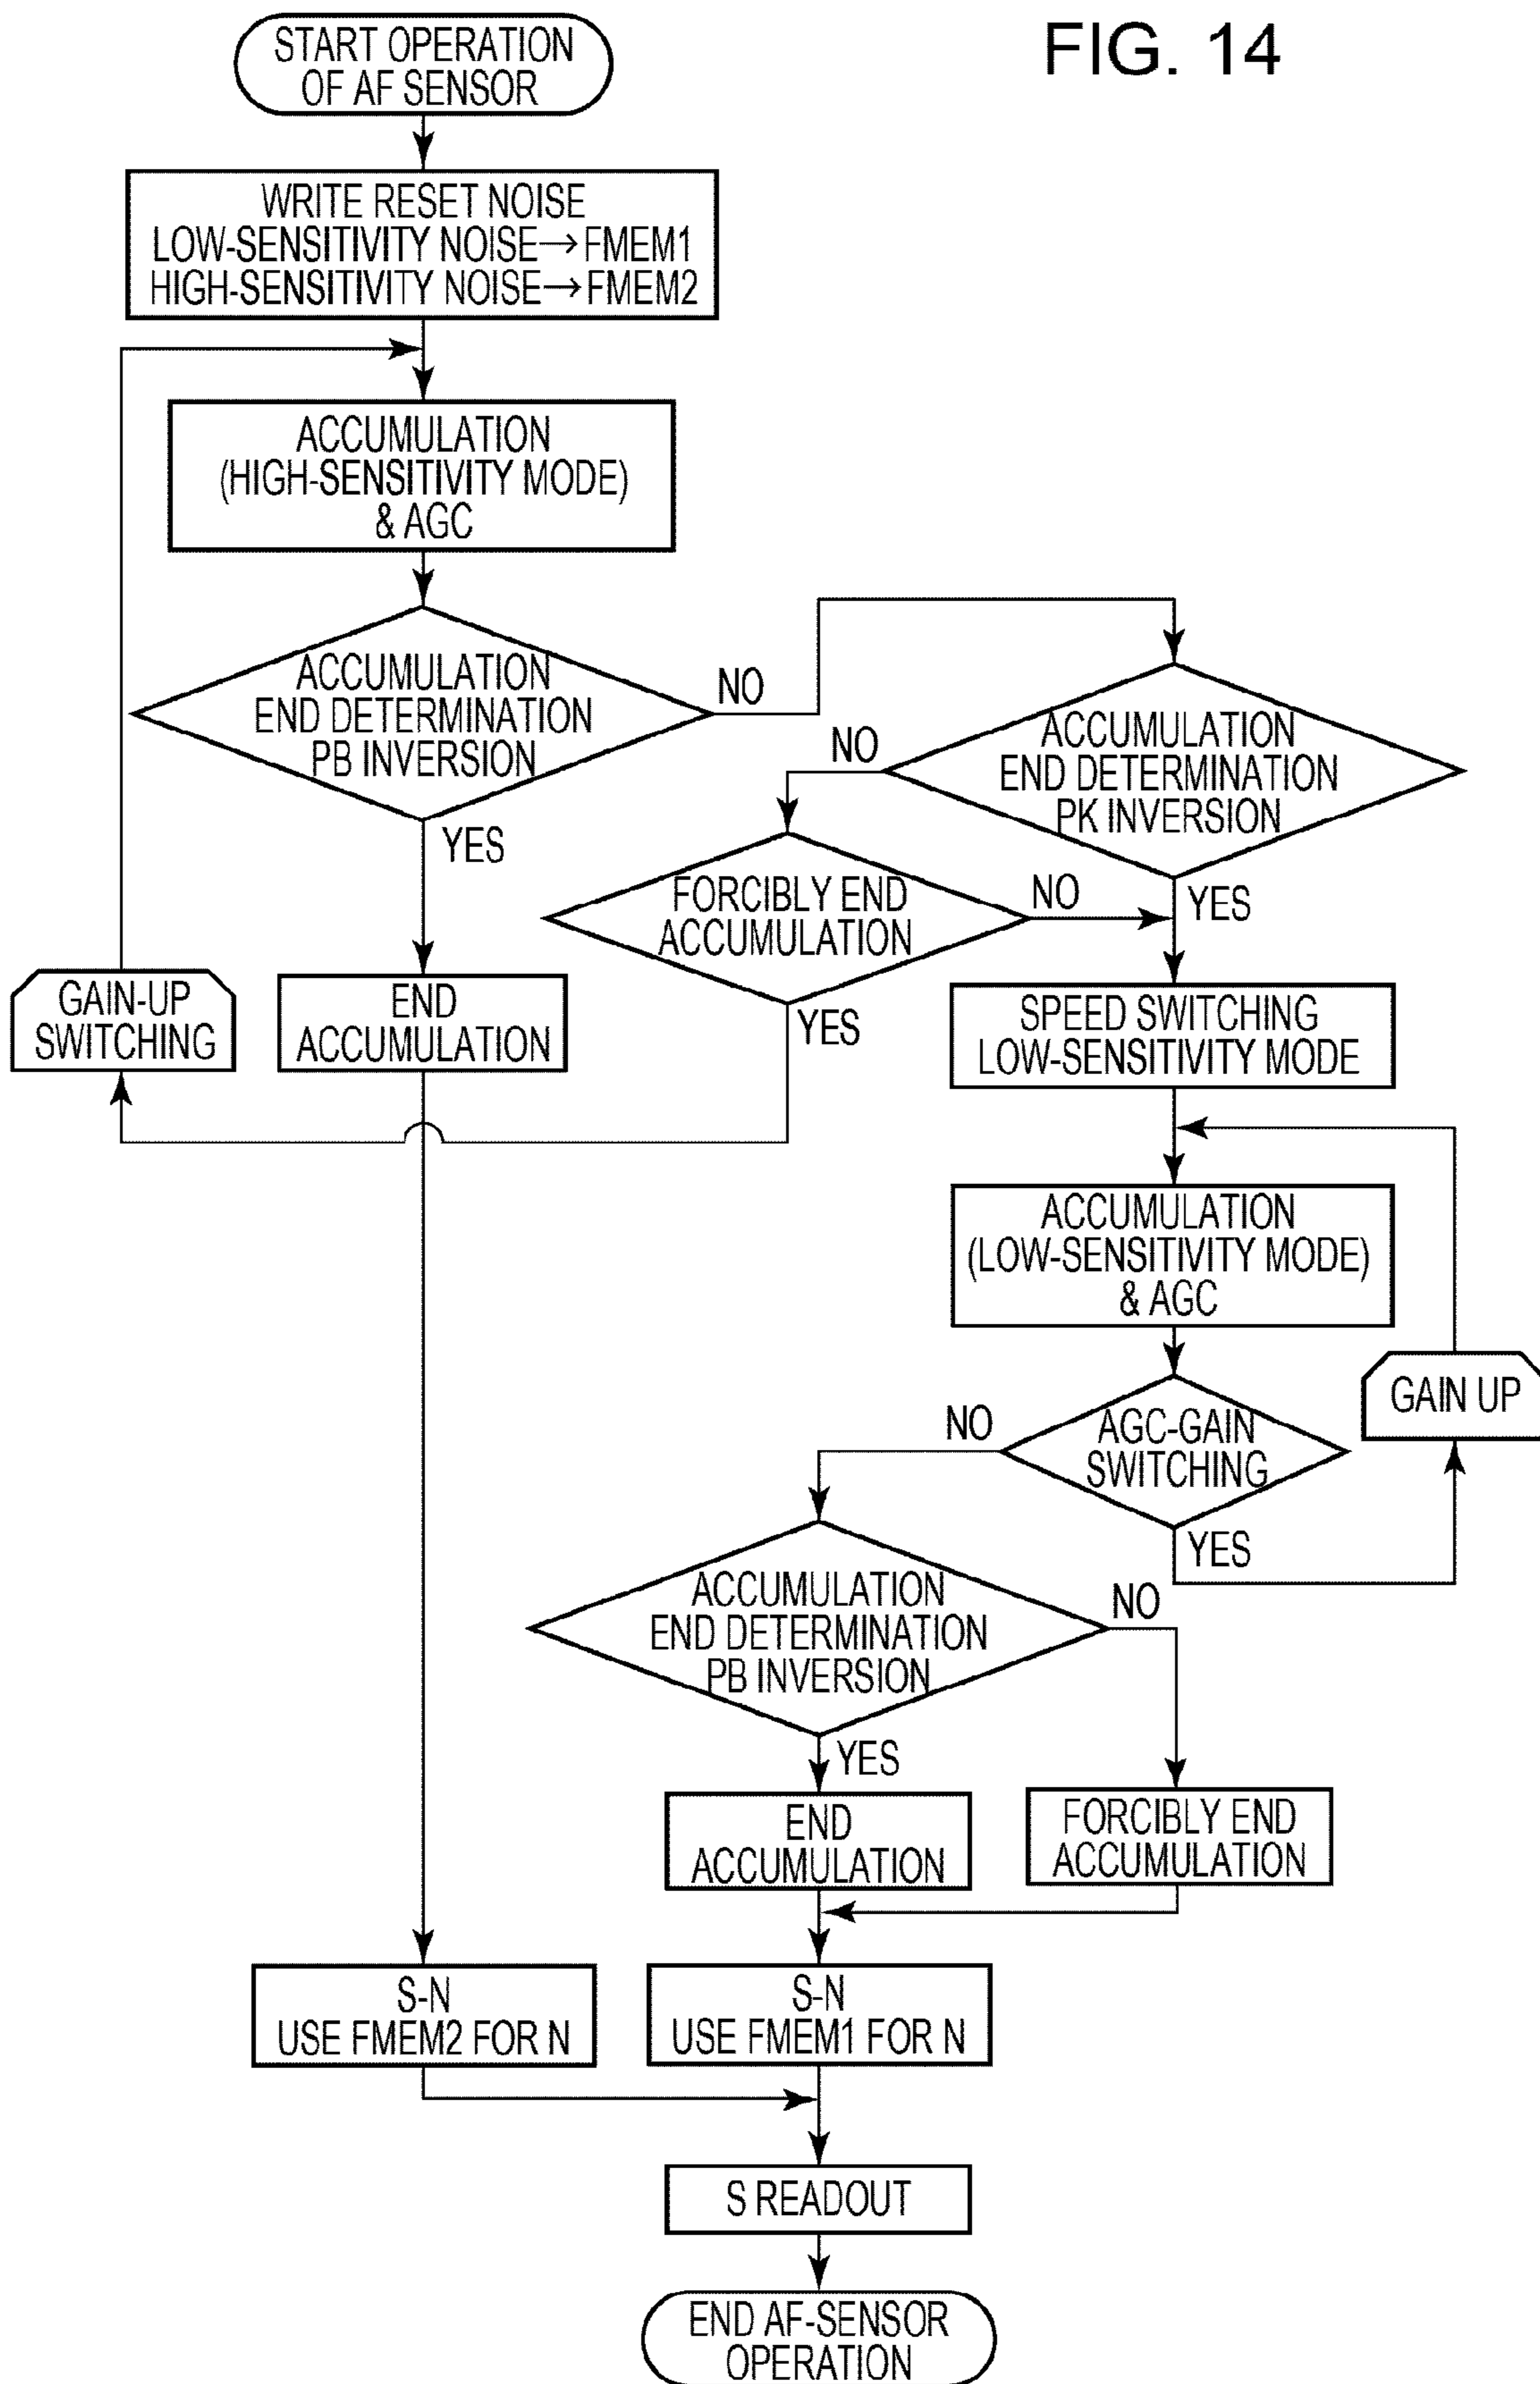 FIG. 14
START OPERATION
OF AF SENSOR
WRITE RESET NOISE
LOW-SENSITIVITY NOISE→FMEM1
HIGH-SENSITIVITY NOISE→FMEM2
ACCUMULATION
(HIGH-SENSITIVITY MODE)
& AGC
ACCUMULATION
END DETERMINATION
PB INVERSION
NO
YES
ACCUMULATION
END DETERMINATION
PK INVERSION
NO
YES
FORCIBLY END
ACCUMULATION
NO
YES
GAIN-UP
SWITCHING
END
ACCUMULATION
SPEED SWITCHING
LOW-SENSITIVITY MODE
ACCUMULATION
(LOW-SENSITIVITY MODE)
& AGC
GAIN UP
AGC-GAIN
SWITCHING
NO
YES
ACCUMULATION
END DETERMINATION
PB INVERSION
NO
YES
END
ACCUMULATION
FORCIBLY END
ACCUMULATION
S-N
USE FMEM2 FOR N
S-N
USE FMEM1 FOR N
S READOUT
END AF-SENSOR
OPERATION